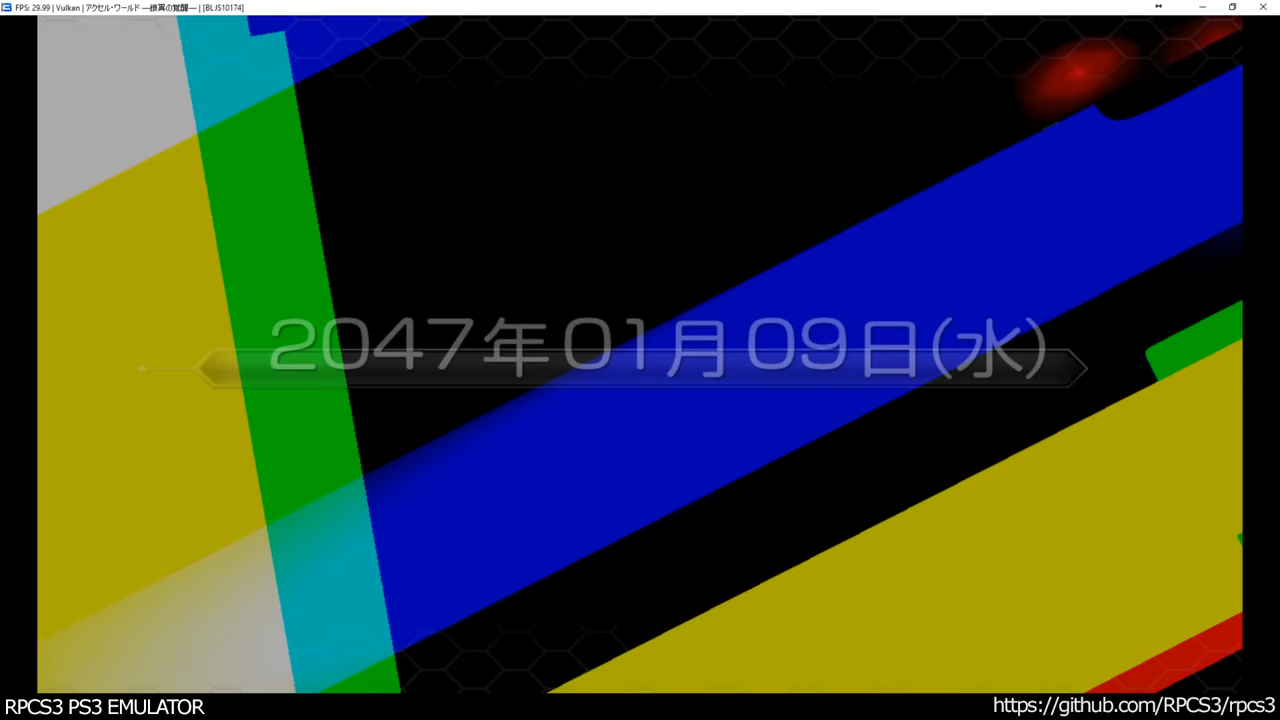 FPS: 29.99 | Vulkan | アクセル・ワールド ―銀翼の覚醒― | [BLJS10174]
2047年01月09日(水)
RPCS3 PS3 EMULATOR
https://github.com/RPCS3/rpcs3